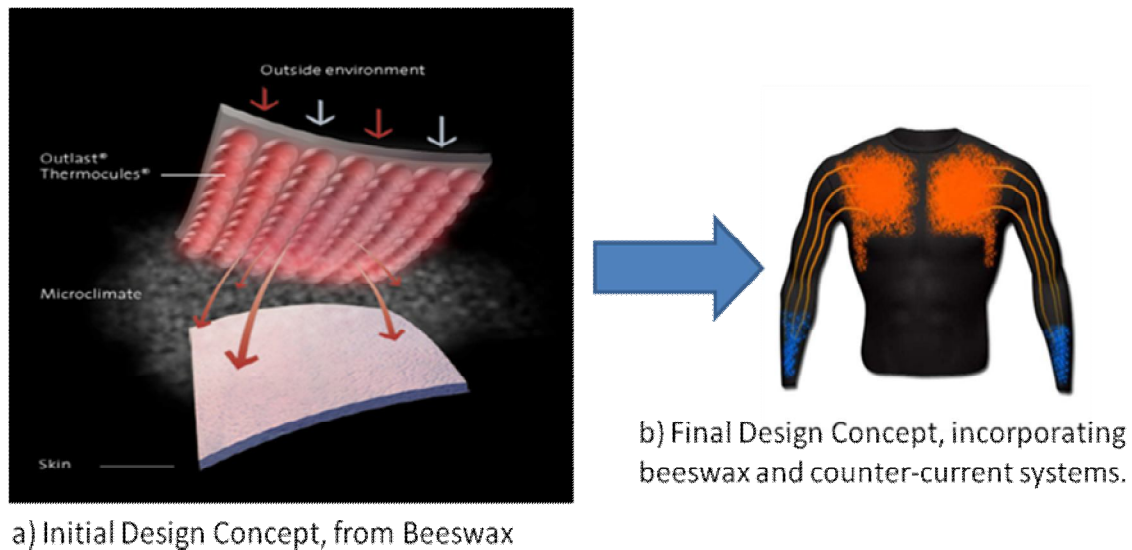 Outside environment
Outlast®
Thermocules®
Microclimate
Skin
a) Initial Design Concept, from Beeswax
b) Final Design Concept, incorporating
beeswax and counter-current systems.